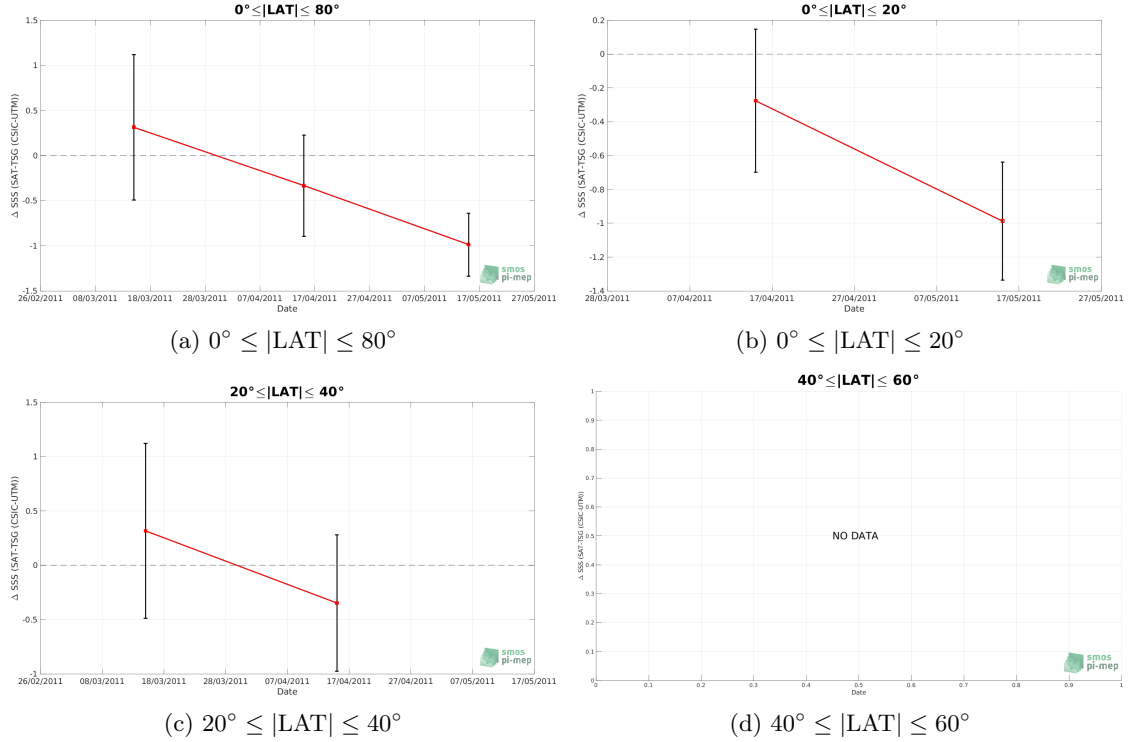 0°≤|LAT|≤ 80°
Δ SSS (SAT-TSG (CSIC-UTM))
1.5
1
0.5
0
-0.5
-1
-1.5
26/02/2011 08/03/2011 18/03/2011 28/03/2011 07/04/2011 17/04/2011 27/04/2011 07/05/2011 17/05/2011 27/05/2011
Date
smos
pi-mep
(a) 0° ≤ |LAT| ≤ 80°
0°≤|LAT|≤ 20°
Δ SSS (SAT-TSG (CSIC-UTM))
0.2
0
-0.2
-0.4
-0.6
-0.8
-1
-1.2
-1.4
28/03/2011 07/04/2011 17/04/2011 27/04/2011 07/05/2011 17/05/2011 27/05/2011
Date
smos
pi-mep
(b) 0° ≤ |LAT| ≤ 20°
20°≤|LAT|≤ 40°
Δ SSS (SAT-TSG (CSIC-UTM))
1.5
1
0.5
0
-0.5
-1
26/02/2011 08/03/2011 18/03/2011 28/03/2011 07/04/2011 17/04/2011 27/04/2011 07/05/2011 17/05/2011
Date
smos
pi-mep
(c) 20° ≤ |LAT| ≤ 40°
40°≤|LAT|≤ 60°
Δ SSS (SAT-TSG (CSIC-UTM))
1
0.9
0.8
0.7
0.6
0.5
0.4
0.3
0.2
0.1
0
NO DATA
0 0.1 0.2 0.3 0.4 0.5 0.6 0.7 0.8 0.9 1
Date
smos
pi-mep
(d) 40° ≤ |LAT| ≤ 60°